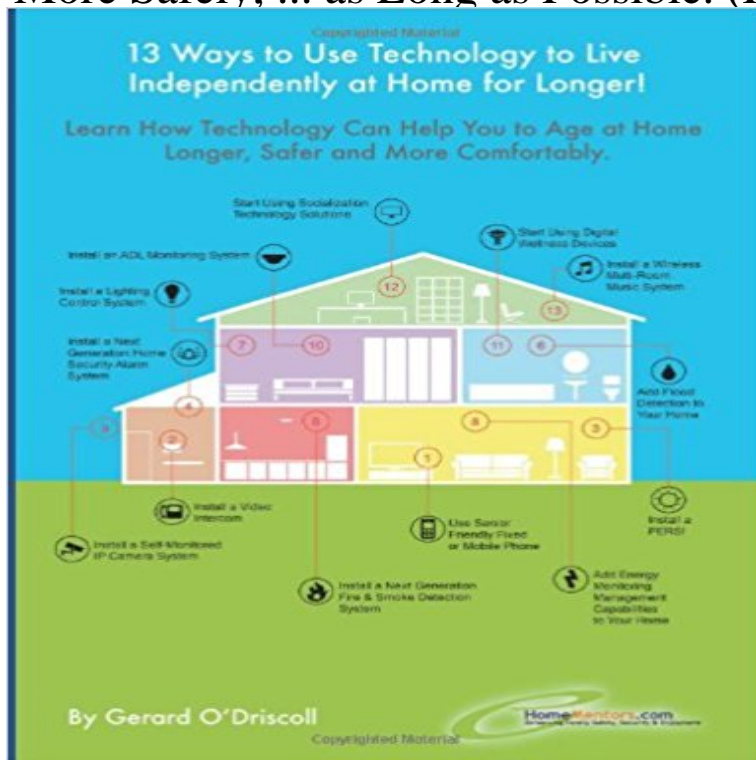 More Safely, ... as Long as Possible!
Copyrighted Material
13 Ways to Use Technology to Live
Independently at Home for Longer!
Learn How Technology Can Help You to Age at Home
Longer, Safer and More Comfortably.
Start Using Socialization
Technology Solutions
Start Using Digital
Wellness Devices
Install an ADL Monitoring System
Install a Wireless
Multi-Room
Music System
Install a Lighting
Control System
12
13
Install a Next
Generation Home
Security Alarm
System
7
10
11
6
Add Flood
Detection to
Your Home
4
2
1
3
Install a Video
Intercom
Use Senior
Friendly Fixed
or Mobile Phone
Install a
PERS!
Install a Self-Monitored
IP Camera System
Install a Next Generation
Fire & Smoke Detection
System
Add Energy
Monitoring
Management
Capabilities
to Your Home
By Gerard O'Driscoll
HomeMentors.com
Copyrighted Material